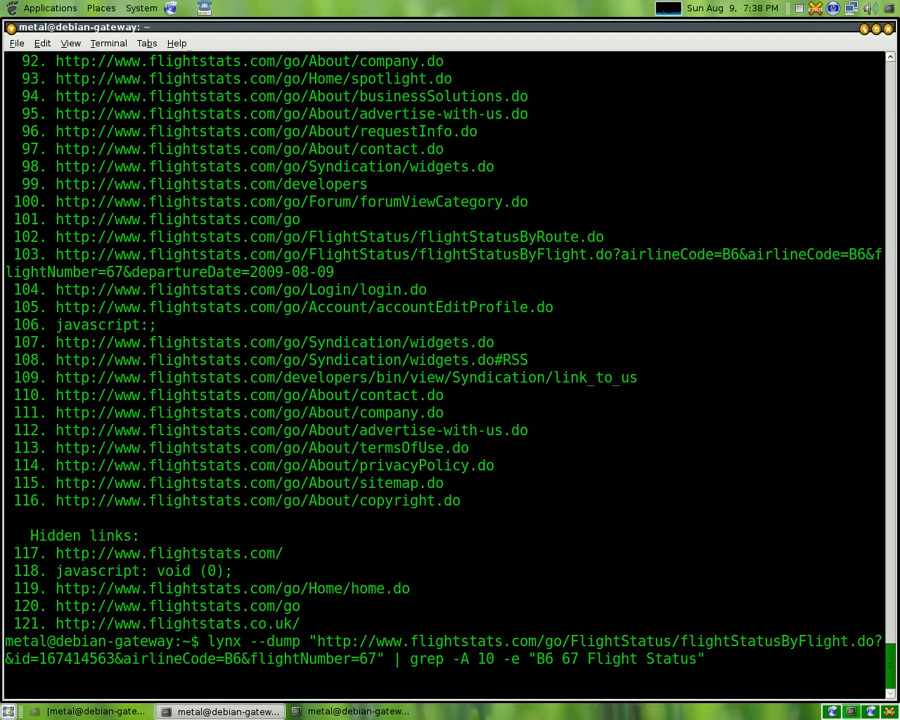 Applications Places System Sun Aug 9, 7:38 PM
metal@debian-gateway: ~
File Edit View Terminal Tabs Help
92. http://www.flightstats.com/go/About/company.do
93. http://www.flightstats.com/go/Home/spotlight.do
94. http://www.flightstats.com/go/About/businessSolutions.do
95. http://www.flightstats.com/go/About/advertise-with-us.do
96. http://www.flightstats.com/go/About/requestInfo.do
97. http://www.flightstats.com/go/About/contact.do
98. http://www.flightstats.com/go/Syndication/widgets.do
99. http://www.flightstats.com/developers
100. http://www.flightstats.com/go/Forum/forumViewCategory.do
101. http://www.flightstats.com/go
102. http://www.flightstats.com/go/FlightStatus/flightStatusByRoute.do
103. http://www.flightstats.com/go/FlightStatus/flightStatusByFlight.do?airlineCode=B6&airlineCode=B6&f
lightNumber=67&departureDate=2009-08-09
104. http://www.flightstats.com/go/Login/login.do
105. http://www.flightstats.com/go/Account/accountEditProfile.do
106. javascript:;
107. http://www.flightstats.com/go/Syndication/widgets.do
108. http://www.flightstats.com/go/Syndication/widgets.do#RSS
109. http://www.flightstats.com/developers/bin/view/Syndication/link_to_us
110. http://www.flightstats.com/go/About/contact.do
111. http://www.flightstats.com/go/About/company.do
112. http://www.flightstats.com/go/About/advertise-with-us.do
113. http://www.flightstats.com/go/About/termsOfUse.do
114. http://www.flightstats.com/go/About/privacyPolicy.do
115. http://www.flightstats.com/go/About/sitemap.do
116. http://www.flightstats.com/go/About/copyright.do
Hidden links:
117. http://www.flightstats.com/
118. javascript: void (0);
119. http://www.flightstats.com/go/Home/home.do
120. http://www.flightstats.com/go
121. http://www.flightstats.co.uk/
metal@debian-gateway:~$ lynx --dump "http://www.flightstats.com/go/FlightStatus/flightStatusByFlight.do?
&id=167414563&airlineCode=B6&flightNumber=67" | grep -A 10 -e "B6 67 Flight Status"
[metal@debian-gate... metal@debian-gatew... metal@debian-gatew...